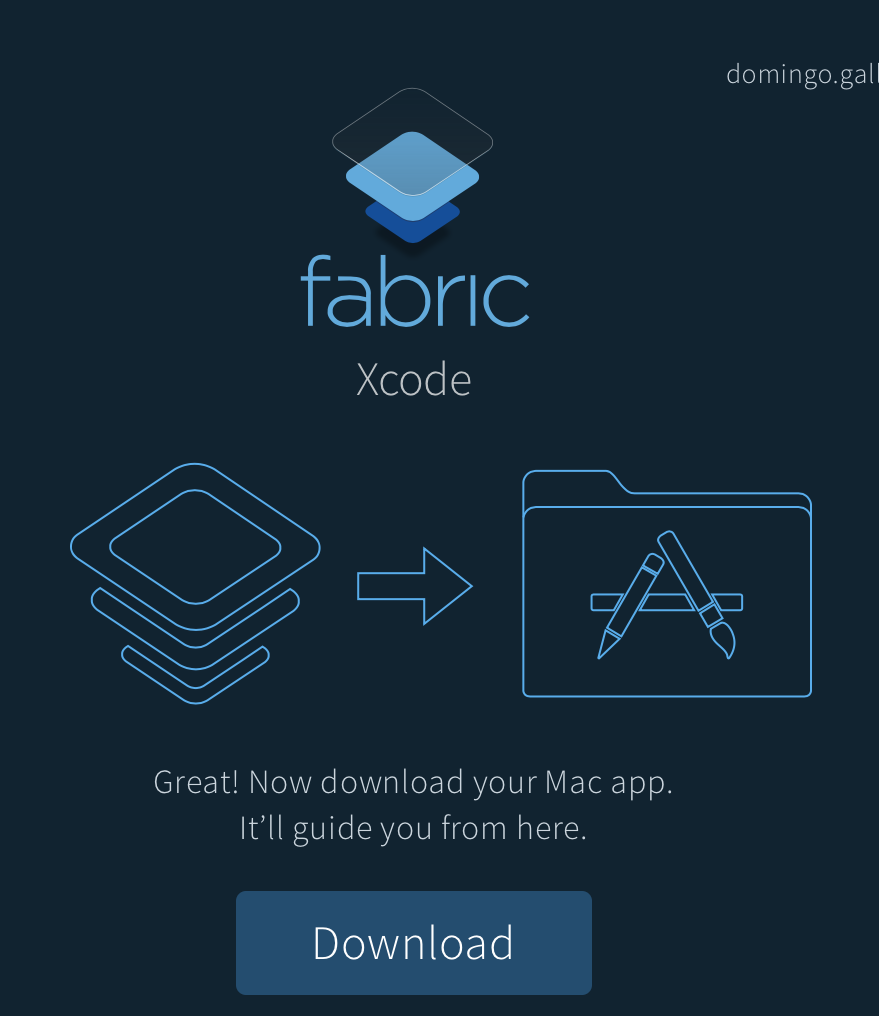 domingo.gall
fabric
Xcode
Great! Now download your Mac app.
It’ll guide you from here.
Download